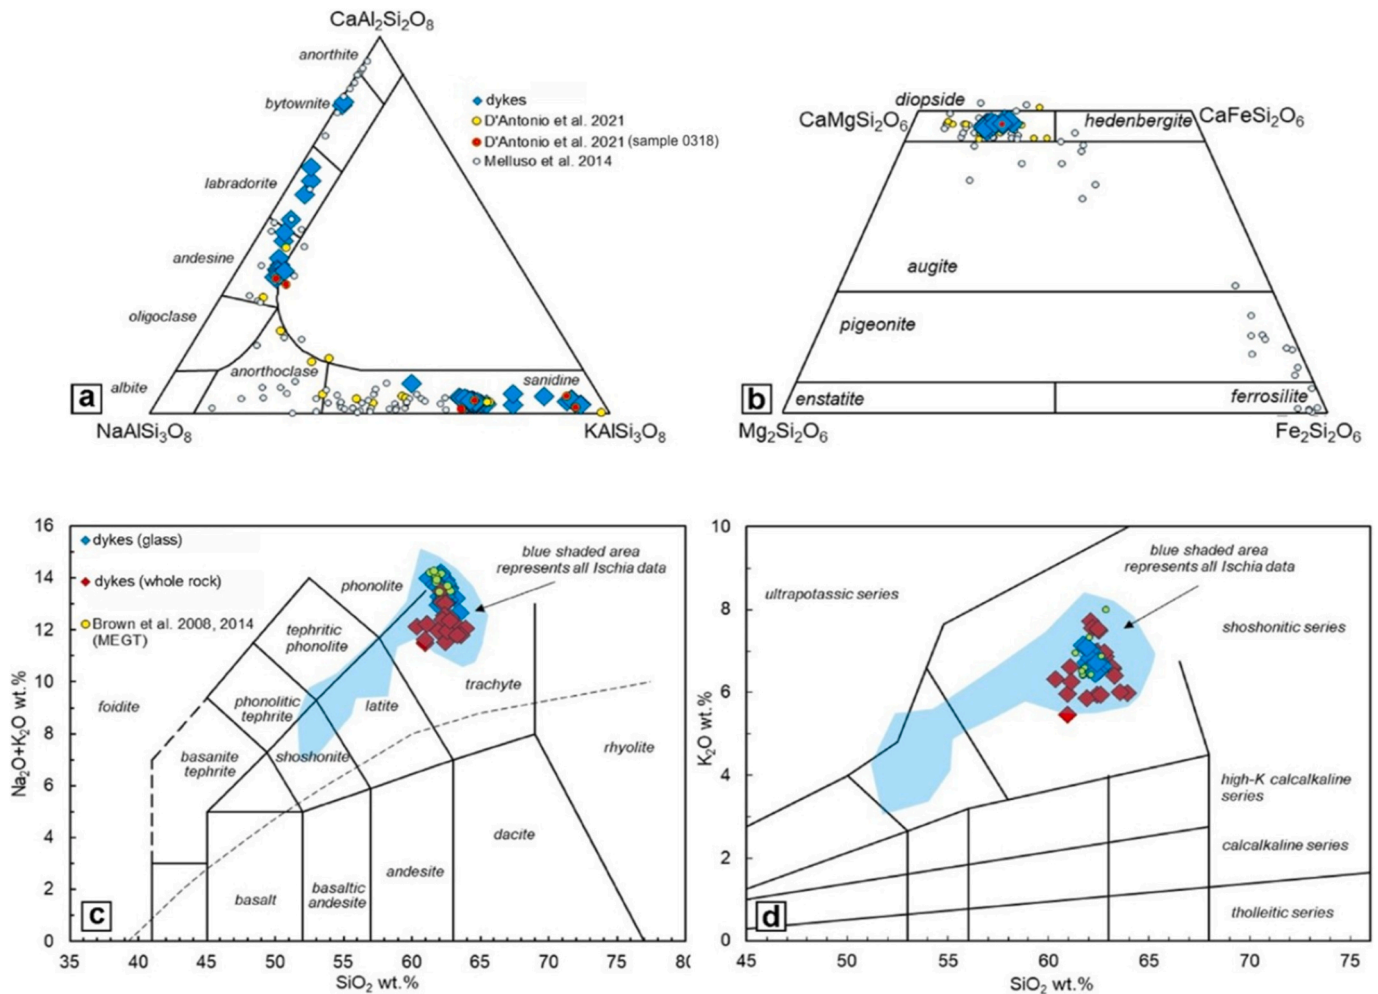 CaAl₂Si₂O₈
anorthite
bytownite
labradorite
andesine
oligoclase
albite
anorthoclase
sanidine
a
NaAlSi₃O₈
KAlSi₃O₈
dykes
D'Antonio et al. 2021
D'Antonio et al. 2021 (sample 0318)
Melluso et al. 2014
diopside
CaMgSi₂O₆
hedenbergite
CaFeSi₂O₆
augite
pigeonite
enstatite
ferrosilite
b
Mg₂Si₂O₆
Fe₂Si₂O₆
16
14
12
10
8
6
4
2
0
Na₂O+K₂O wt.%
dykes (glass)
dykes (whole rock)
Brown et al. 2008, 2014
(MEGT)
blue shaded area
represents all Ischia data
phonolite
tephritic
phonolite
foidite
phonolitic
tephrite
latite
trachyte
basanite
tephrite
shoshonite
rhyolite
basalt
basaltic
andesite
andesite
dacite
c
35 40 45 50 55 60 65 70 75 80
SiO₂ wt.%
10
8
6
4
2
0
K₂O wt.%
blue shaded area
represents all Ischia data
ultrapotassic series
shoshonitic series
high-K calcalkaline
series
calcalkaline series
tholleitic series
d
45 50 55 60 65 70 75
SiO₂ wt.%